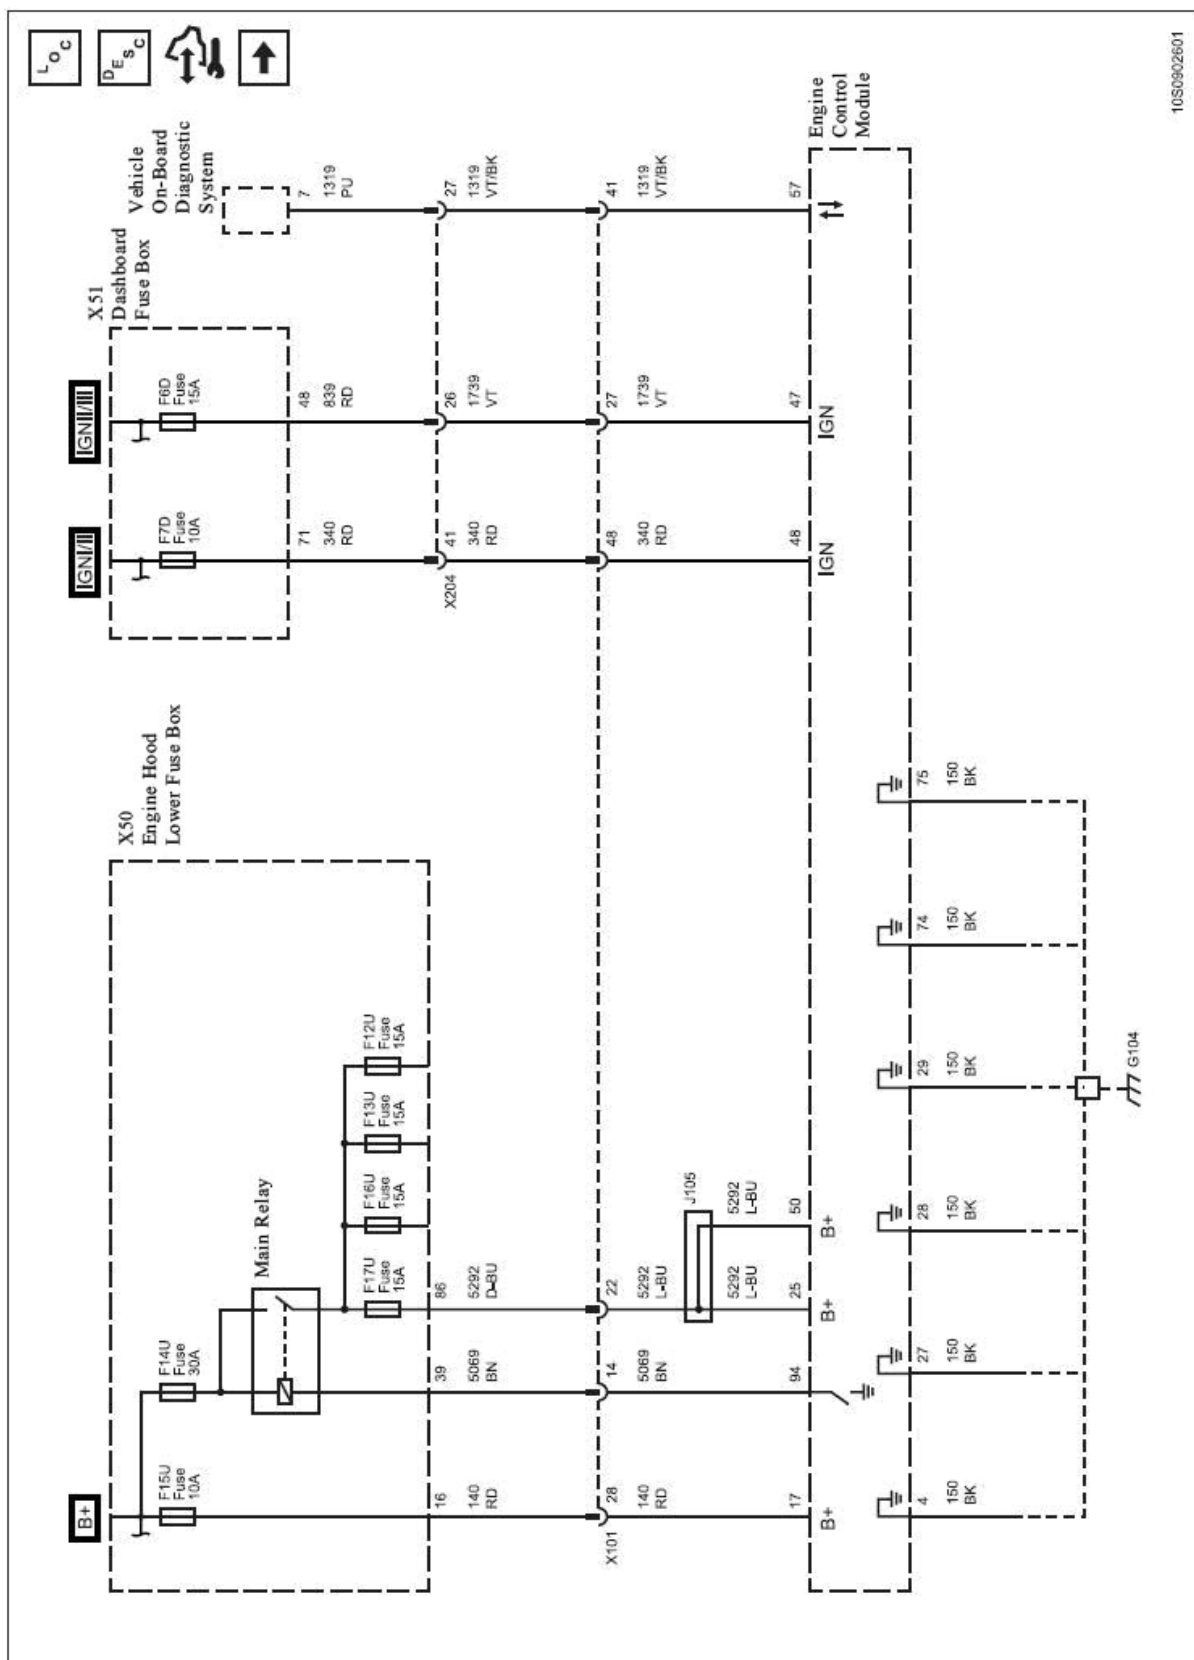 LOC
DESC
B+
F15U
Fuse
10A
F14U
Fuse
30A
Main Relay
F17U
Fuse
15A
F16U
Fuse
15A
F13U
Fuse
15A
F12U
Fuse
15A
X50
Engine Hood
Lower Fuse Box
IGNI/II
F7D
Fuse
10A
IGNII/III
F6D
Fuse
15A
X51
Dashboard
Fuse Box
Vehicle
On-Board
Diagnostic
System
16
140
RD
39
5069
BN
86
5292
D-BU
71
340
RD
48
839
RD
7
1319
PU
X204
41
340
RD
26
1739
VT
27
1319
VT/BK
X101
28
140
RD
14
5069
BN
22
5292
L-BU
J105
5292
L-BU
5292
L-BU
48
340
RD
27
1739
VT
41
1319
VT/BK
17
94
25
50
48
47
57
Engine
Control
Module
B+
B+
B+
IGN
IGN
4
150
BK
27
150
BK
28
150
BK
29
150
BK
74
150
BK
75
150
BK
G104
10S0902601